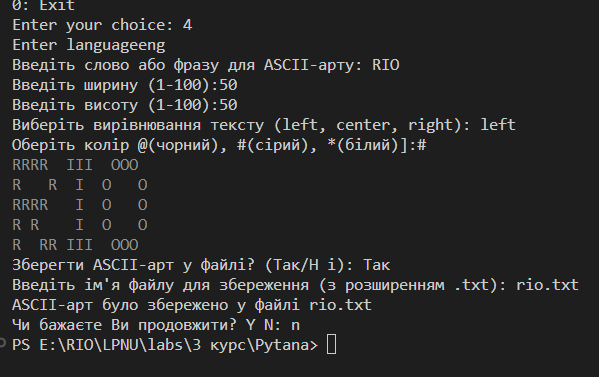 0: Exit
Enter your choice: 4
Enter languageeng
Введіть слово або фразу для ASCII-арту: RIO
Введіть ширину (1-100):50
Введіть висоту (1-100):50
Виберіть вирівнювання тексту (left, center, right): left
Оберіть колір @(чорний), #(сірий), *(білий)]:#
RRRR  III  OOO
R   R  I  O   O
RRRR   I  O   O
R R    I  O   O
R  RR III  OOO
Зберегти ASCII-арт у файлі? (Так/Н і): Так
Введіть ім'я файлу для збереження (з розширенням .txt): rio.txt
ASCII-арт було збережено у файлі rio.txt
Чи бажаєте Ви продовжити? Y N: n
PS E:\RIO\LPNU\labs\3 курс\Pytana>